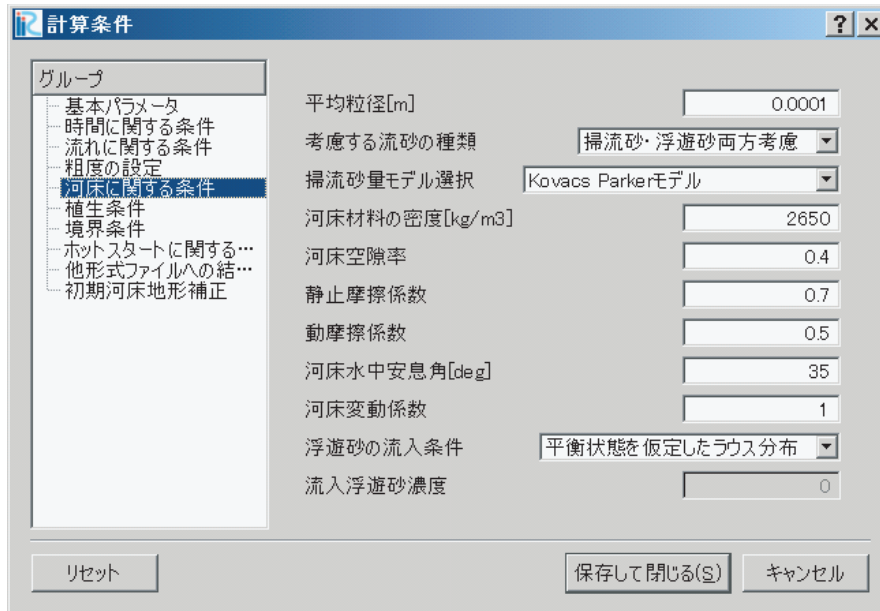 計算条件
グループ
基本パラメータ
時間に関する条件
流れに関する条件
粗度の設定
河床に関する条件
植生条件
境界条件
ホットスタートに関する…
他形式ファイルへの結…
初期河床地形補正
平均粒径[m] 0.0001
考慮する流砂の種類 掃流砂・浮遊砂両方考慮
掃流砂量モデル選択 Kovacs Parkerモデル
河床材料の密度[kg/m3] 2650
河床空隙率 0.4
静止摩擦係数 0.7
動摩擦係数 0.5
河床水中安息角[deg] 35
河床変動係数 1
浮遊砂の流入条件 平衡状態を仮定したラウス分布
流入浮遊砂濃度 0
リセット 保存して閉じる(S) キャンセル